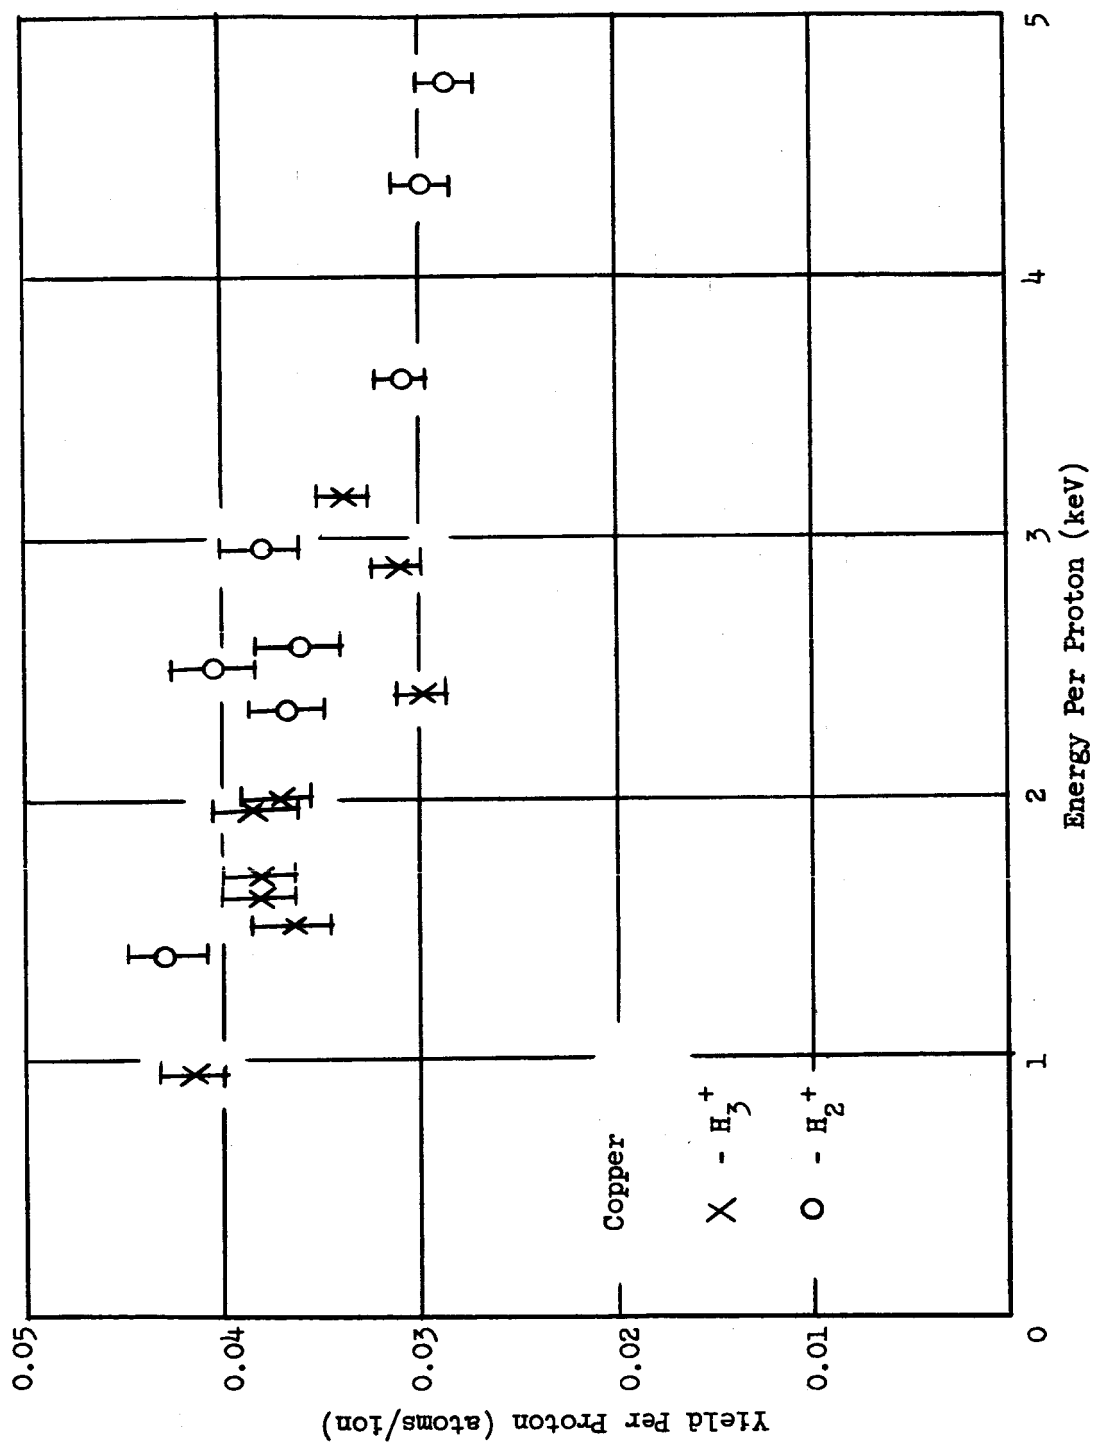 0.05
0.04
0.03
0.02
0.01
0
1
2
3
4
5
Yield Per Proton (atoms/ion)
Energy Per Proton (keV)
Copper
X - H₃⁺
O - H₂⁺